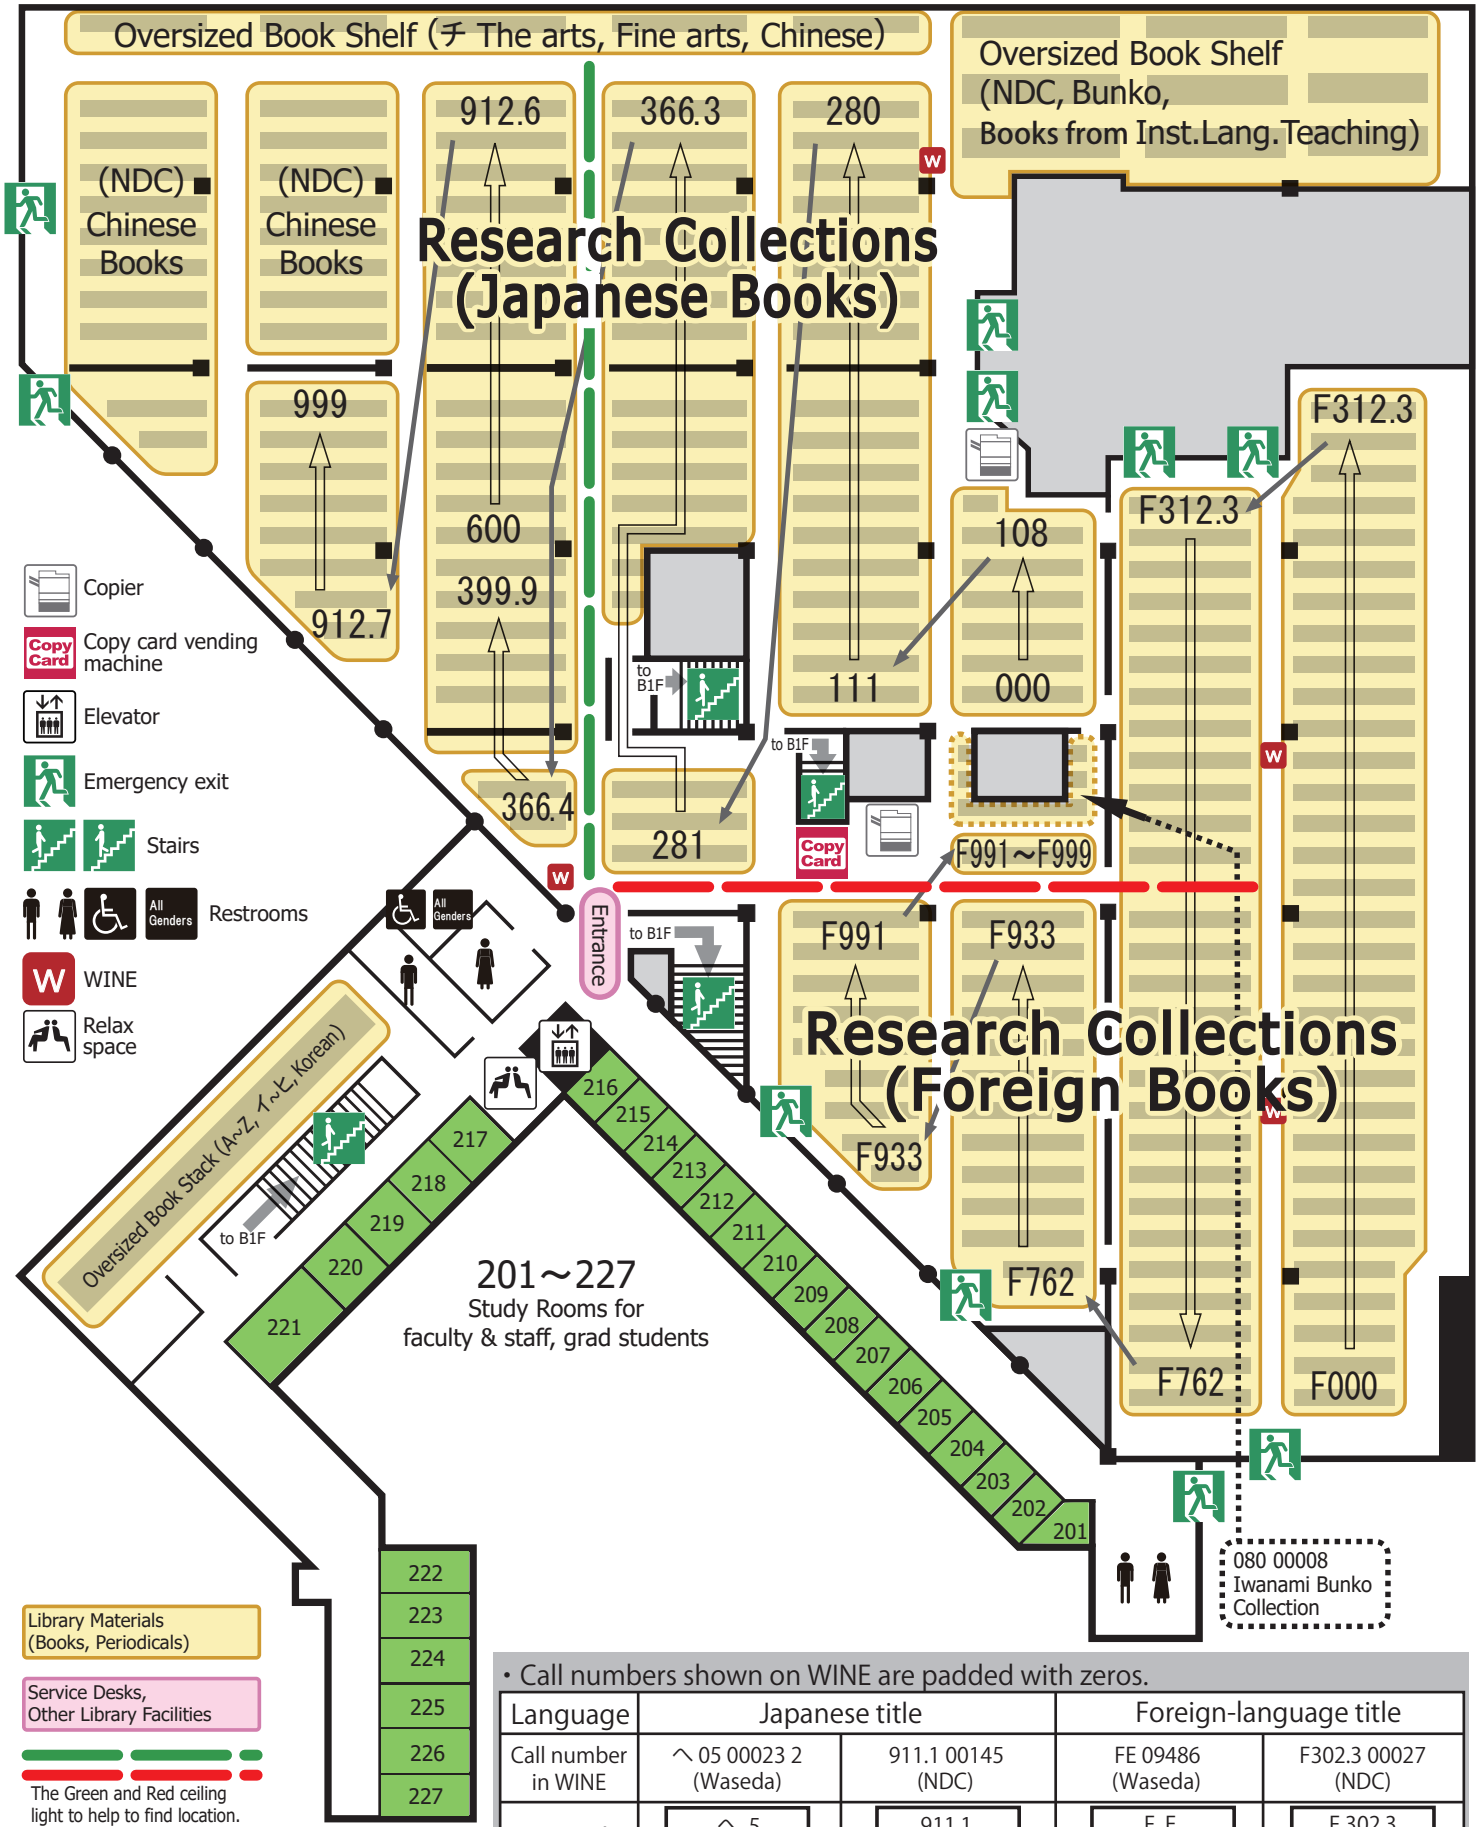 Oversized Book Shelf (チ The arts, Fine arts, Chinese)
Oversized Book Shelf
(NDC, Bunko,
Books from Inst.Lang.Teaching)
(NDC)
Chinese
Books
(NDC)
Chinese
Books
912.6
366.3
280
W
Research Collections
(Japanese Books)
999
912.7
600
399.9
366.4
281
111
108
000
F312.3
F312.3
to
B1F
to B1F
Copy
Card
W
F991~F999
W
Entrance
to B1F
F991
F933
F933
F762
F762
F000
Research Collections
(Foreign Books)
W
Copier
Copy
Card
Copy card vending
machine
Elevator
Emergency exit
Stairs
All
Genders
Restrooms
W
WINE
Relax
space
All
Genders
Oversized Book Stack (A~Z, イ~ヒ, Korean)
to B1F
216
215
214
213
212
211
210
209
208
207
206
205
204
203
202
201
217
218
219
220
221
201~227
Study Rooms for
faculty & staff, grad students
222
223
224
225
226
227
080 00008
Iwanami Bunko
Collection
Library Materials
(Books, Periodicals)
Service Desks,
Other Library Facilities
The Green and Red ceiling
light to help to find location.
・Call numbers shown on WINE are padded with zeros.
Language
Japanese title
Foreign-language title
Call number
in WINE
ヘ 05 00023 2
(Waseda)
911.1 00145
(NDC)
FE 09486
(Waseda)
F302.3 00027
(NDC)
ヘ 5
911.1
F F
F 302.3